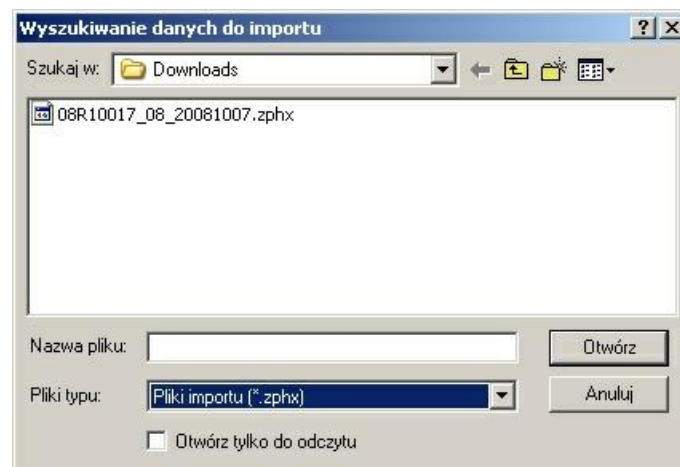 Wyszukiwanie danych do importu
Szukaj w: Downloads
08R10017_08_20081007.zphx
Nazwa pliku: Otwórz
Pliki typu: Pliki importu (*.zphx) Anuluj
Otwórz tylko do odczytu